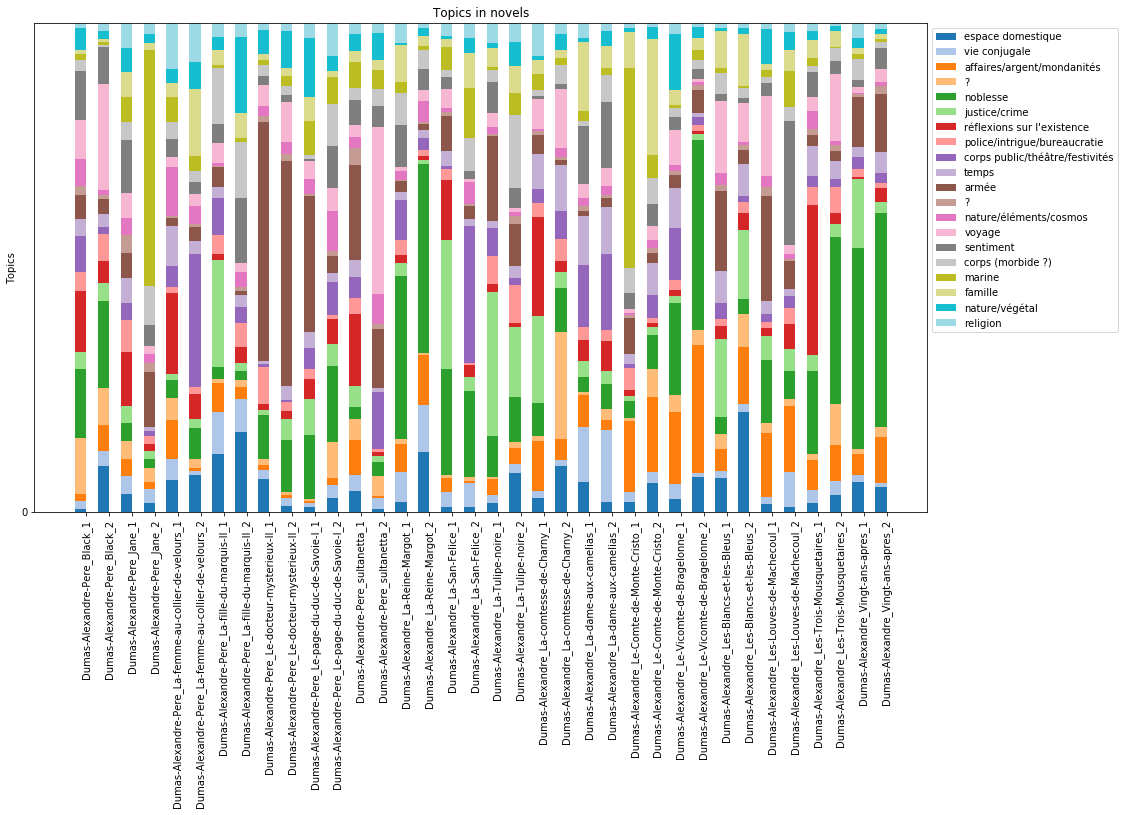 Topics in novels
Topics
0
espace domestique
vie conjugale
affaires/argent/mondanités
?
noblesse
justice/crime
réflexions sur l'existence
police/intrigue/bureaucratie
corps public/théâtre/festivités
temps
armée
?
nature/éléments/cosmos
voyage
sentiment
corps (morbide ?)
marine
famille
nature/végétal
religion
Dumas-Alexandre-Pere_Black_1
Dumas-Alexandre-Pere_Black_2
Dumas-Alexandre-Pere_Jane_1
Dumas-Alexandre-Pere_Jane_2
Dumas-Alexandre-Pere_La-femme-au-collier-de-velours_1
Dumas-Alexandre-Pere_La-femme-au-collier-de-velours_2
Dumas-Alexandre-Pere_La-fille-du-marquis-II_1
Dumas-Alexandre-Pere_La-fille-du-marquis-II_2
Dumas-Alexandre-Pere_Le-docteur-mysterieux-II_1
Dumas-Alexandre-Pere_Le-docteur-mysterieux-II_2
Dumas-Alexandre-Pere_Le-page-du-duc-de-Savoie-I_1
Dumas-Alexandre-Pere_Le-page-du-duc-de-Savoie-I_2
Dumas-Alexandre-Pere_sultanetta_1
Dumas-Alexandre-Pere_sultanetta_2
Dumas-Alexandre_La-Reine-Margot_1
Dumas-Alexandre_La-Reine-Margot_2
Dumas-Alexandre_La-San-Felice_1
Dumas-Alexandre_La-San-Felice_2
Dumas-Alexandre_La-Tulipe-noire_1
Dumas-Alexandre_La-Tulipe-noire_2
Dumas-Alexandre_La-comtesse-de-Charny_1
Dumas-Alexandre_La-comtesse-de-Charny_2
Dumas-Alexandre_La-dame-aux-camelias_1
Dumas-Alexandre_La-dame-aux-camelias_2
Dumas-Alexandre_Le-Comte-de-Monte-Cristo_1
Dumas-Alexandre_Le-Comte-de-Monte-Cristo_2
Dumas-Alexandre_Le-Vicomte-de-Bragelonne_1
Dumas-Alexandre_Le-Vicomte-de-Bragelonne_2
Dumas-Alexandre_Les-Blancs-et-les-Bleus_1
Dumas-Alexandre_Les-Blancs-et-les-Bleus_2
Dumas-Alexandre_Les-Louves-de-Machecoul_1
Dumas-Alexandre_Les-Louves-de-Machecoul_2
Dumas-Alexandre_Les-Trois-Mousquetaires_1
Dumas-Alexandre_Les-Trois-Mousquetaires_2
Dumas-Alexandre_Vingt-ans-apres_1
Dumas-Alexandre_Vingt-ans-apres_2